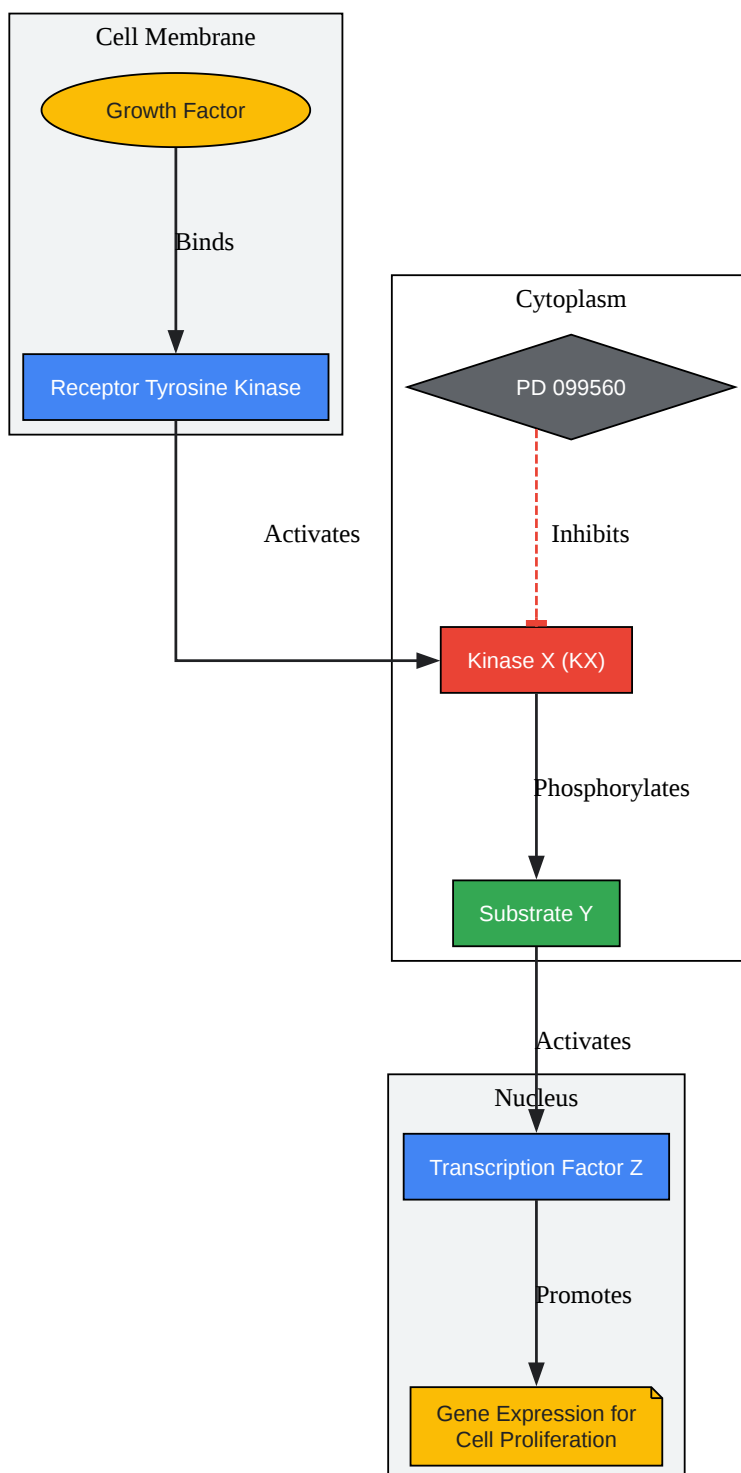 Cell Membrane
Growth Factor
Binds
Receptor Tyrosine Kinase
Cytoplasm
PD 099560
Activates
Inhibits
Kinase X (KX)
Phosphorylates
Substrate Y
Activates
Nucleus
Transcription Factor Z
Promotes
Gene Expression for
Cell Proliferation